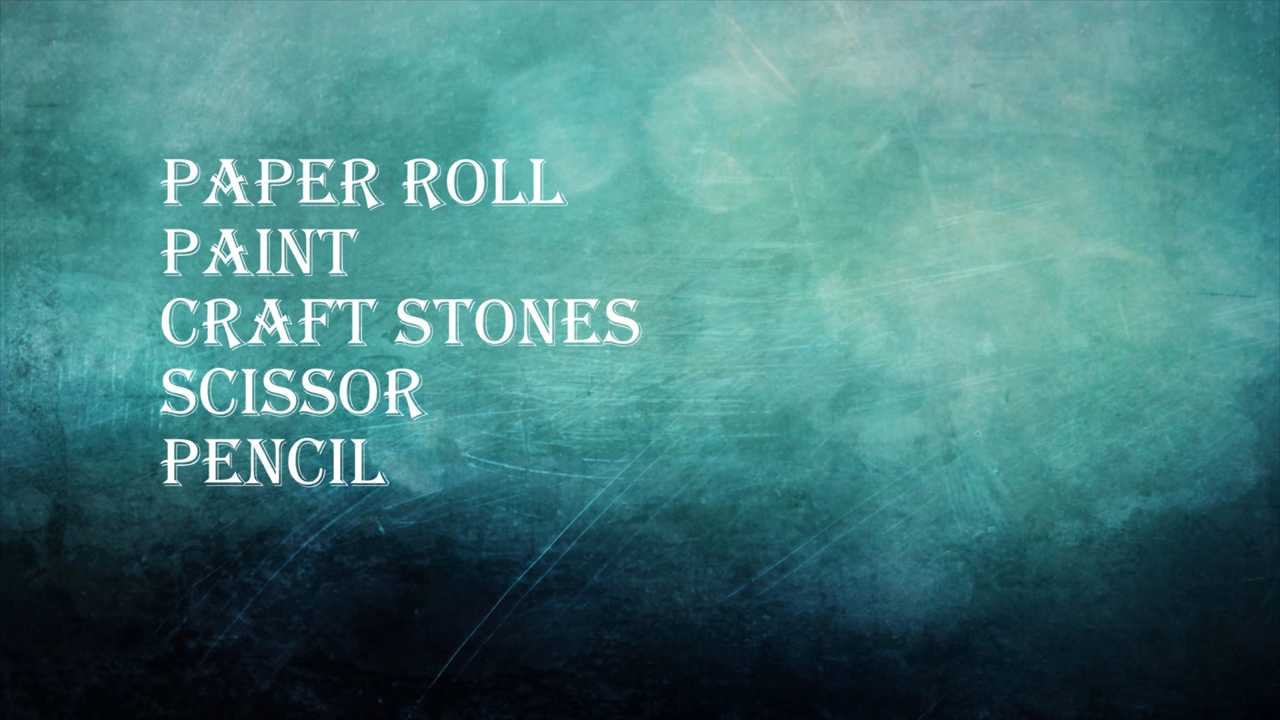 PAPER ROLL
PAINT
CRAFT STONES
SCISSOR
PENCIL